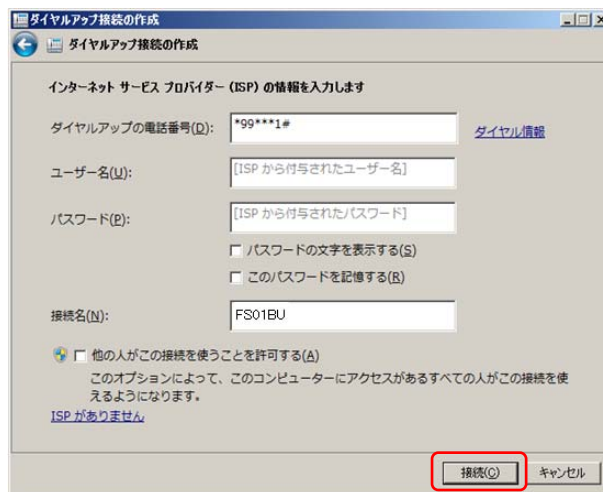 ダイヤルアップ接続の作成
ダイヤルアップ接続の作成
インターネット サービス プロバイダー (ISP) の情報を入力します
ダイヤルアップの電話番号(D): *99***1# ダイヤル情報
ユーザー名(U): [ISP から付与されたユーザー名]
パスワード(P): [ISP から付与されたパスワード]
パスワードの文字を表示する(S)
このパスワードを記憶する(R)
接続名(N): FS01BU
他の人がこの接続を使うことを許可する(A)
このオプションによって、このコンピューターにアクセスがあるすべての人がこの接続を使
えるようになります。
ISP がありません
接続(C) キャンセル